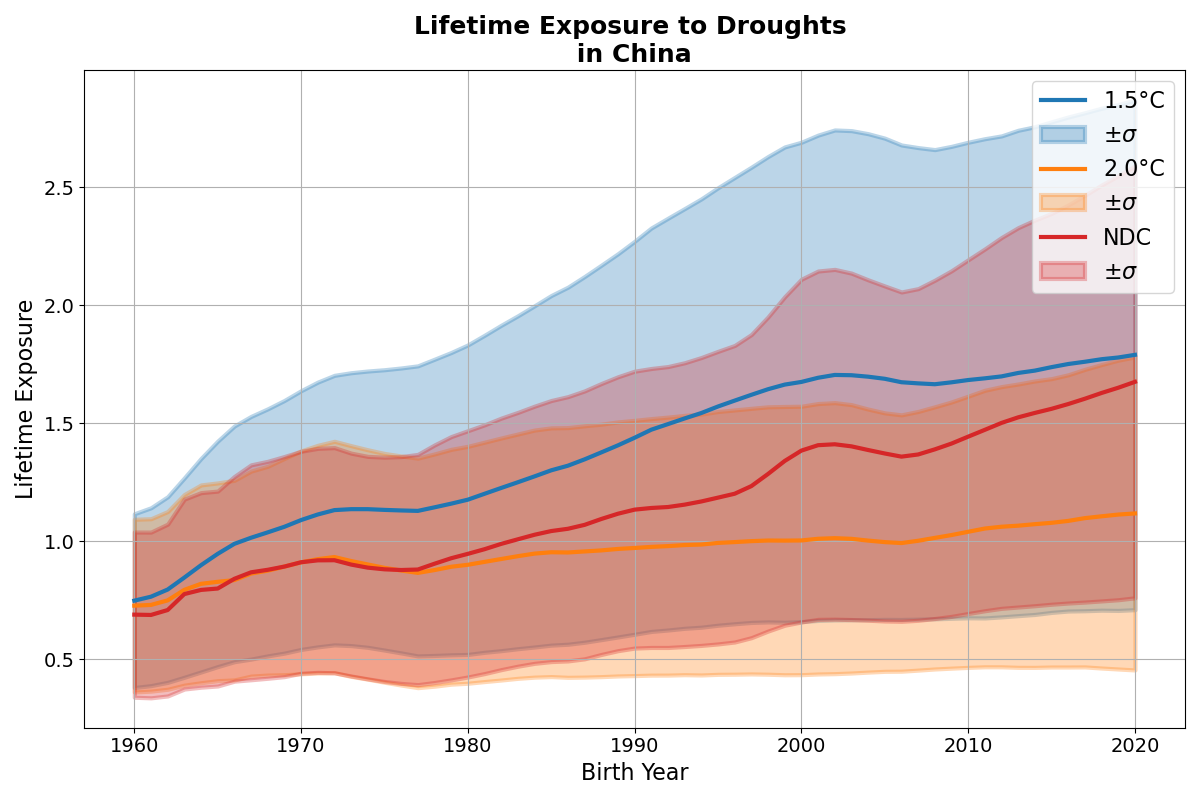 Lifetime Exposure to Droughts
in China
1.5°C
±σ
2.0°C
±σ
NDC
±σ
Lifetime Exposure
2.5
2.0
1.5
1.0
0.5
1960 1970 1980 1990 2000 2010 2020
Birth Year